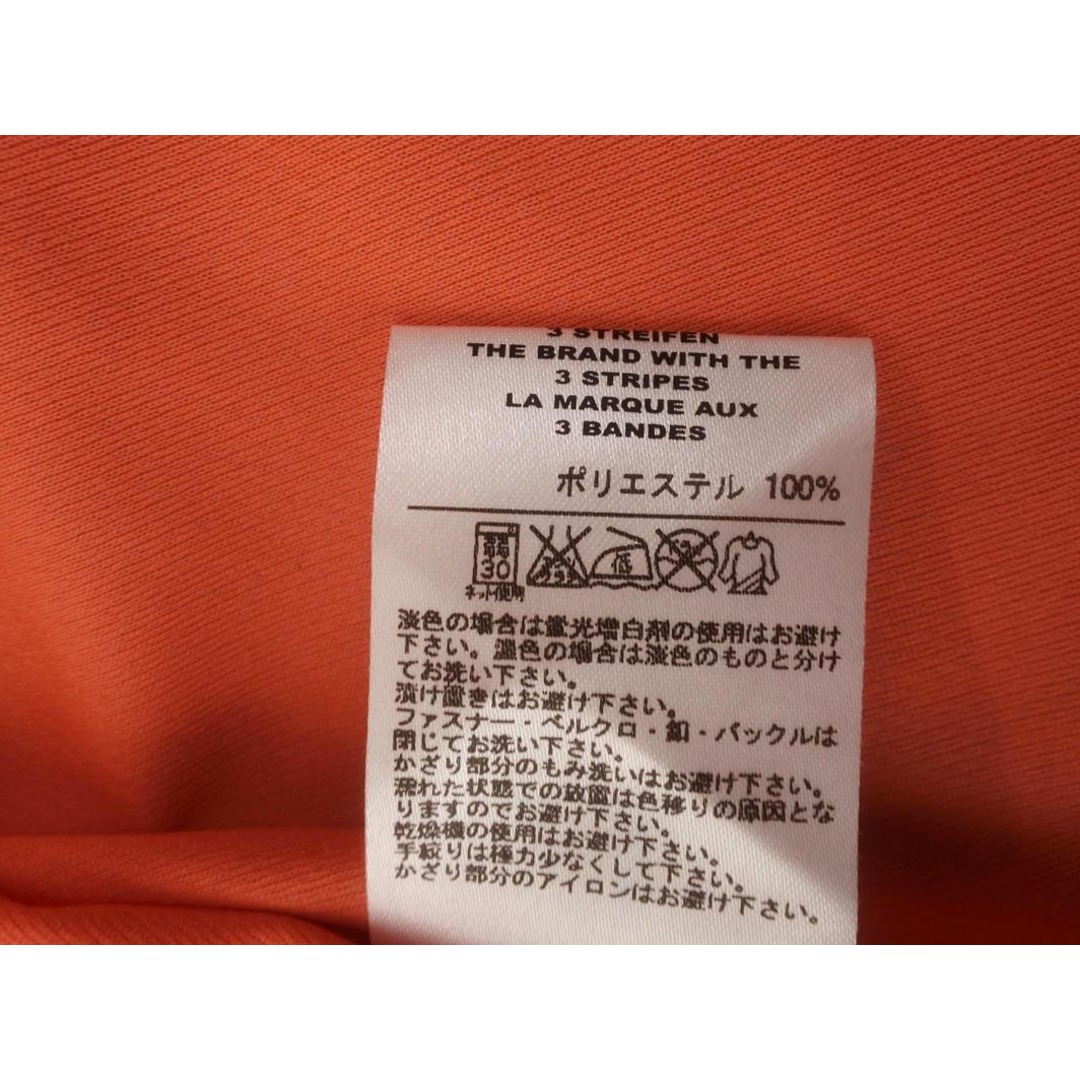 3 STREIFEN
THE BRAND WITH THE
3 STRIPES
LA MARQUE AUX
3 BANDES
ポリエステル 100%
30 低
ネット使用
淡色の場合は蛍光増白剤の使用はお避け
下さい。濃色の場合は淡色のものと分け
てお洗い下さい。
漬け置きはお避け下さい。
ファスナー・ベルクロ・釦・バックルは
閉じてお洗い下さい。
かざり部分のもみ洗いはお避け下さい。
濡れた状態での放置は色移りの原因とな
りますのでお避け下さい。
乾燥機の使用はお避け下さい。
手絞りは極力少なくして下さい。
かざり部分のアイロンはお避け下さい。